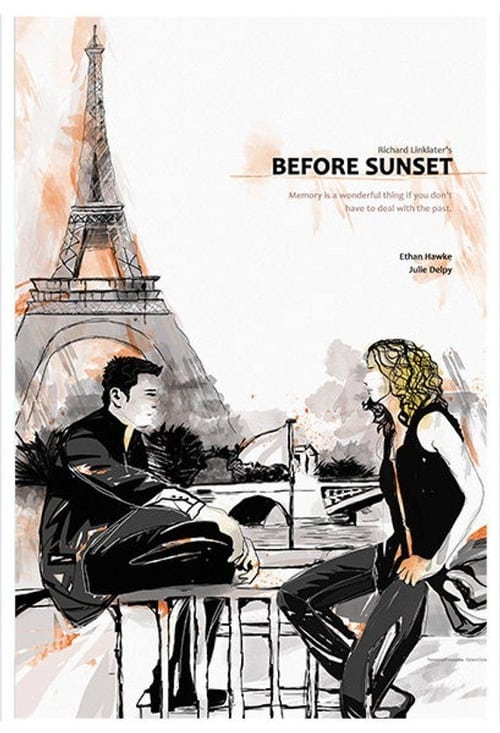 Richard Linklater's
BEFORE SUNSET
Memory is a wonderful thing if you don't
have to deal with the past.
Ethan Hawke
Julie Delpy